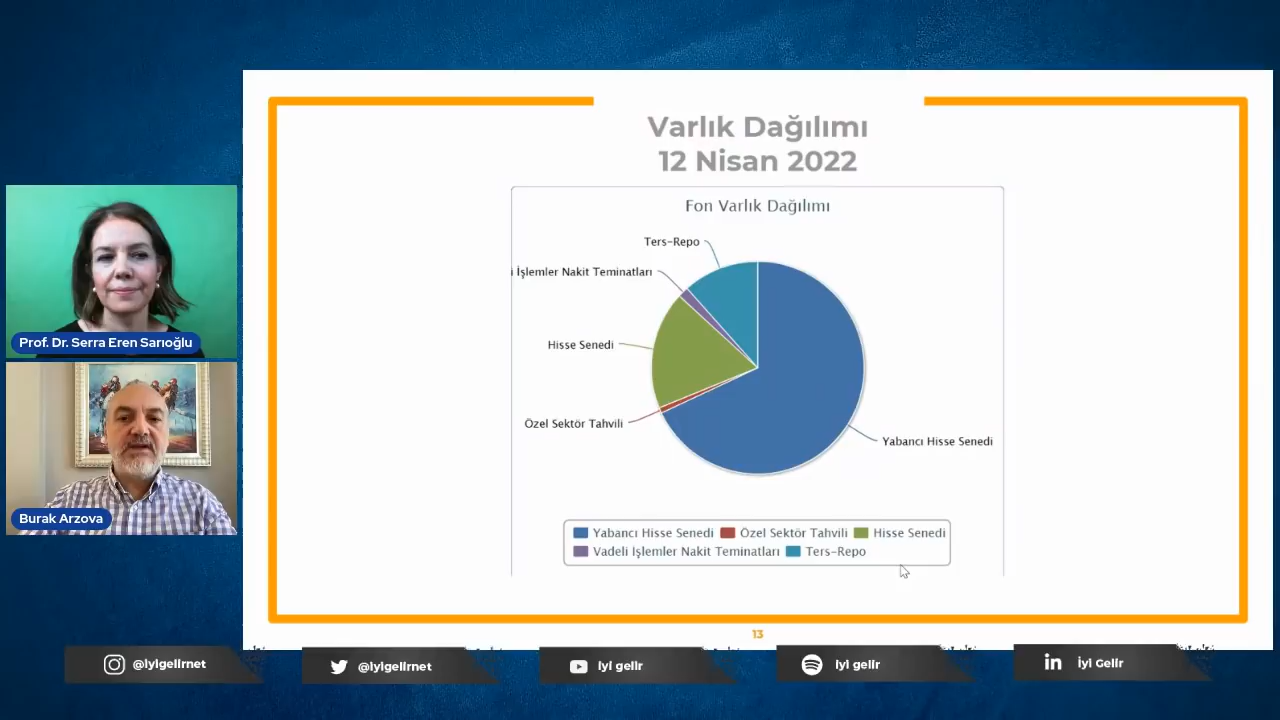 Varlık Dağılımı
12 Nisan 2022
Fon Varlık Dağılımı
Ters-Repo
i İşlemler Nakit Teminatları
Hisse Senedi
Özel Sektör Tahvili
Yabancı Hisse Senedi
Yabancı Hisse Senedi Özel Sektör Tahvili Hisse Senedi
Vadeli İşlemler Nakit Teminatları Ters-Repo
13
Prof. Dr. Serra Eren Sarıoğlu
Burak Arzova
@iyigelirnet
@iyigelirnet
iyi gelir
iyi gelir
İyi Gelir